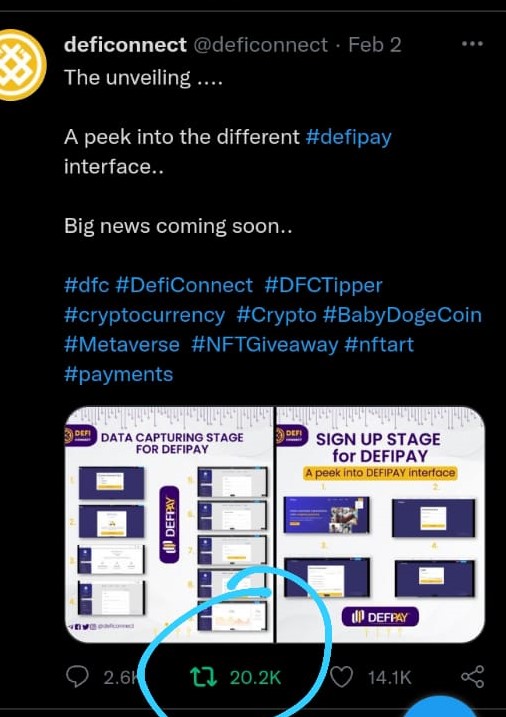 deficonnect @deficonnect · Feb 2
The unveiling ....
A peek into the different #defipay
interface..
Big news coming soon..
#dfc #DefiConnect #DFCTipper
#cryptocurrency #Crypto #BabyDogeCoin
#Metaverse #NFTGiveaway #nftart
#payments
DEFI
CONNECT
DATA CAPTURING STAGE
FOR DEFIPAY
1.
2.
3.
4.
DEFIPAY
5.
6.
7.
8.
@deficonnect
DEFI
CONNECT
SIGN UP STAGE
for DEFIPAY
A peek into DEFIPAY interface
1.
2.
3.
4.
DEFIPAY
2.6K
20.2K
14.1K